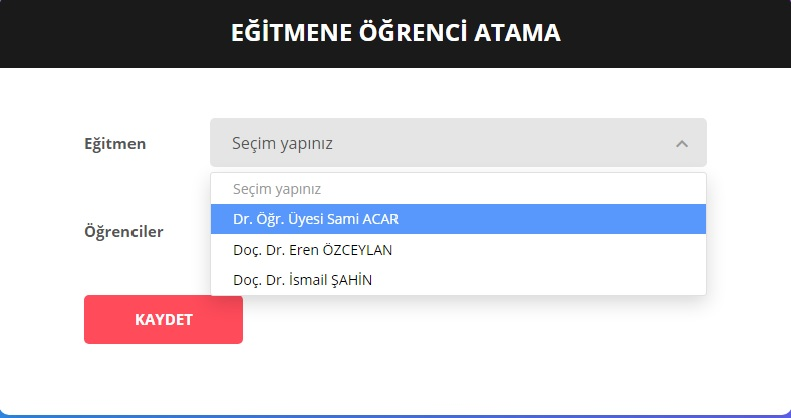 EĞİTMENE ÖĞRENCİ ATAMA
Eğitmen
Seçim yapınız
Seçim yapınız
Dr. Öğr. Üyesi Sami ACAR
Öğrenciler
Doç. Dr. Eren ÖZCEYLAN
Doç. Dr. İsmail ŞAHİN
KAYDET